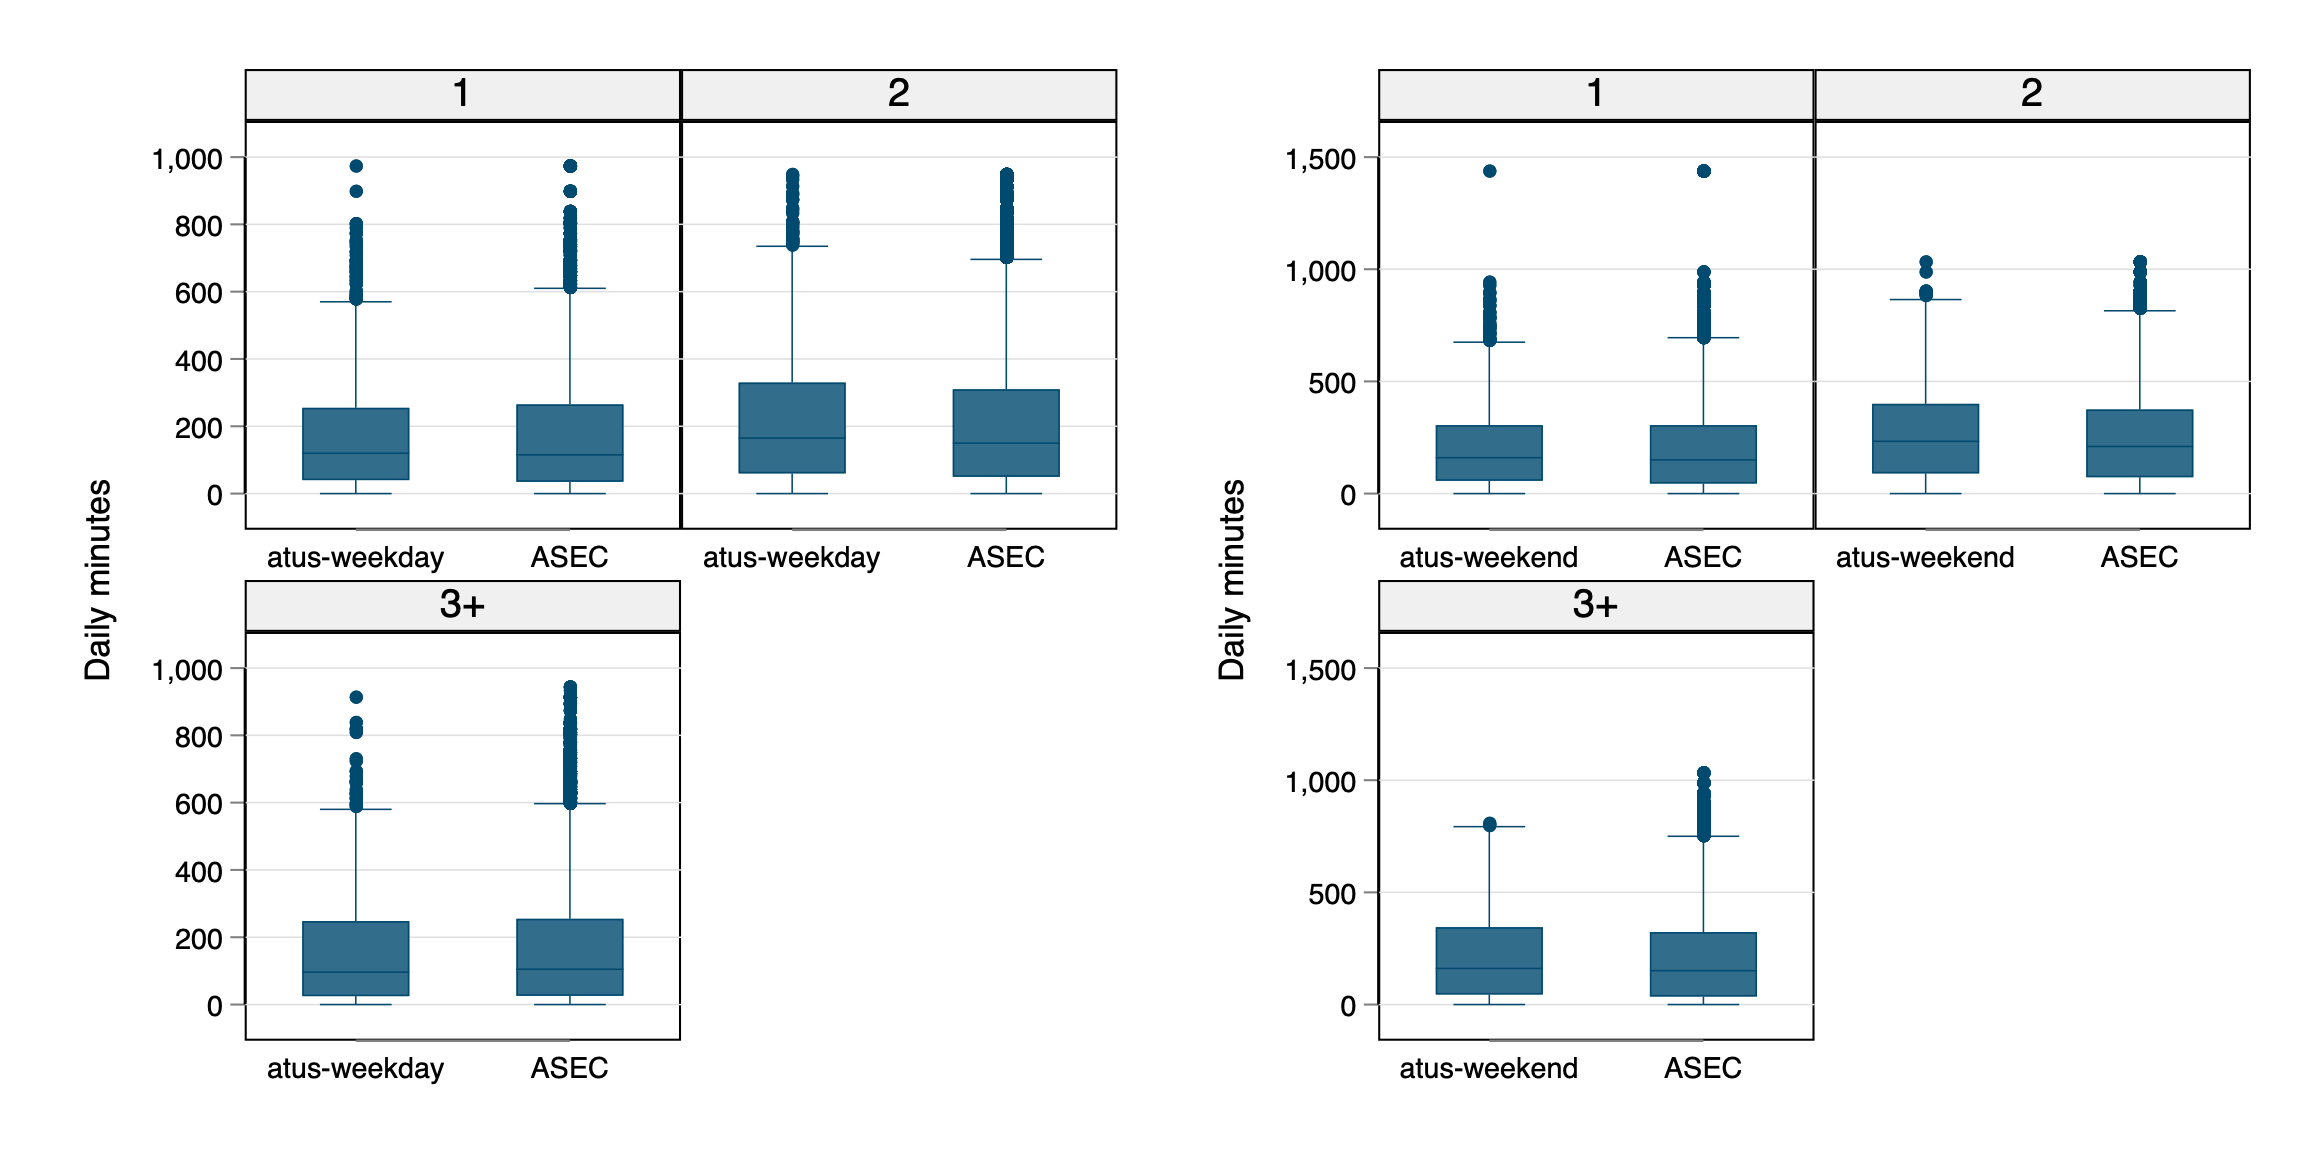 Daily minutes
1
2
1,000
800
600
400
200
0
atus-weekday
ASEC
atus-weekday
ASEC
3+
1,000
800
600
400
200
0
atus-weekday
ASEC
Daily minutes
1
2
1,500
1,000
500
0
atus-weekend
ASEC
atus-weekend
ASEC
3+
1,500
1,000
500
0
atus-weekend
ASEC